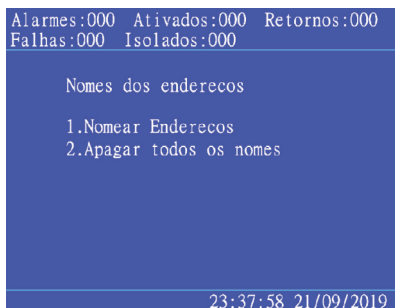 Alarmes:000 Ativados:000 Retornos:000
Falhas:000 Isolados:000
Nomes dos enderecos
1.Nomear Enderecos
2.Apagar todos os nomes
23:37:58 21/09/2019